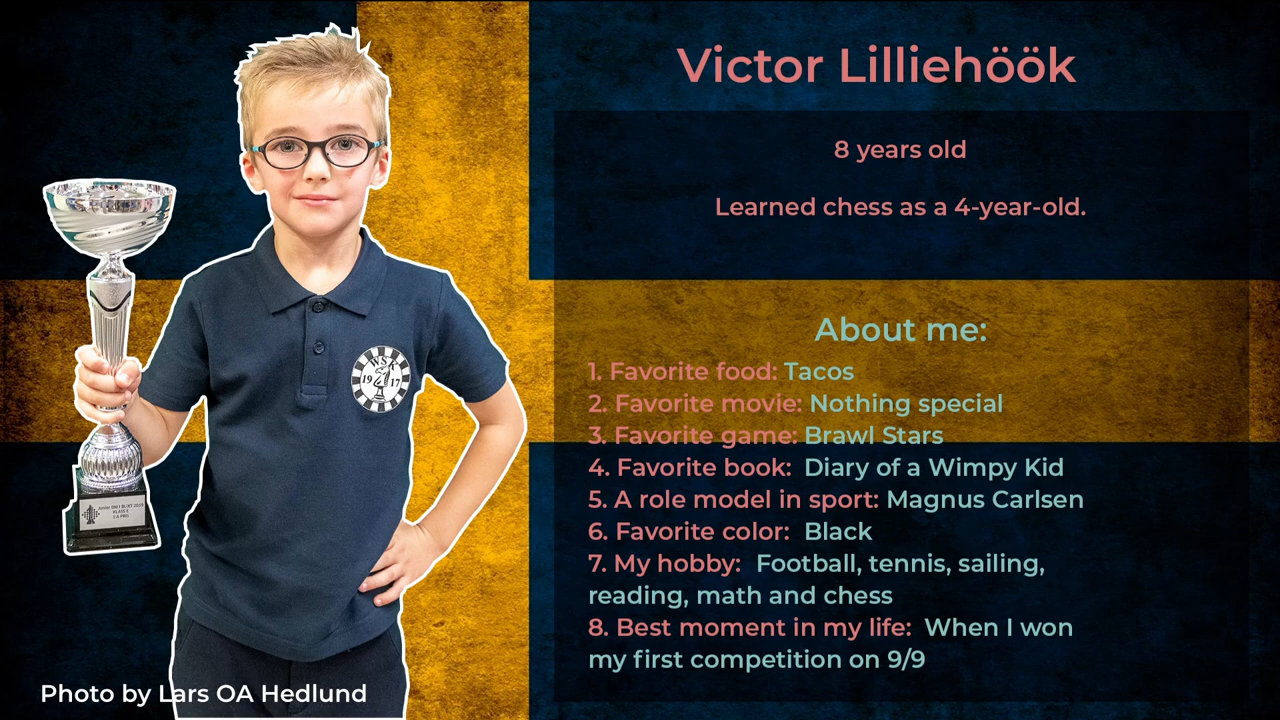 Victor Lilliehöök
8 years old
Learned chess as a 4-year-old.
About me:
1. Favorite food: Tacos
2. Favorite movie: Nothing special
3. Favorite game: Brawl Stars
4. Favorite book: Diary of a Wimpy Kid
5. A role model in sport: Magnus Carlsen
6. Favorite color: Black
7. My hobby: Football, tennis, sailing,
reading, math and chess
8. Best moment in my life: When I won
my first competition on 9/9
WSK
19 17
Photo by Lars OA Hedlund